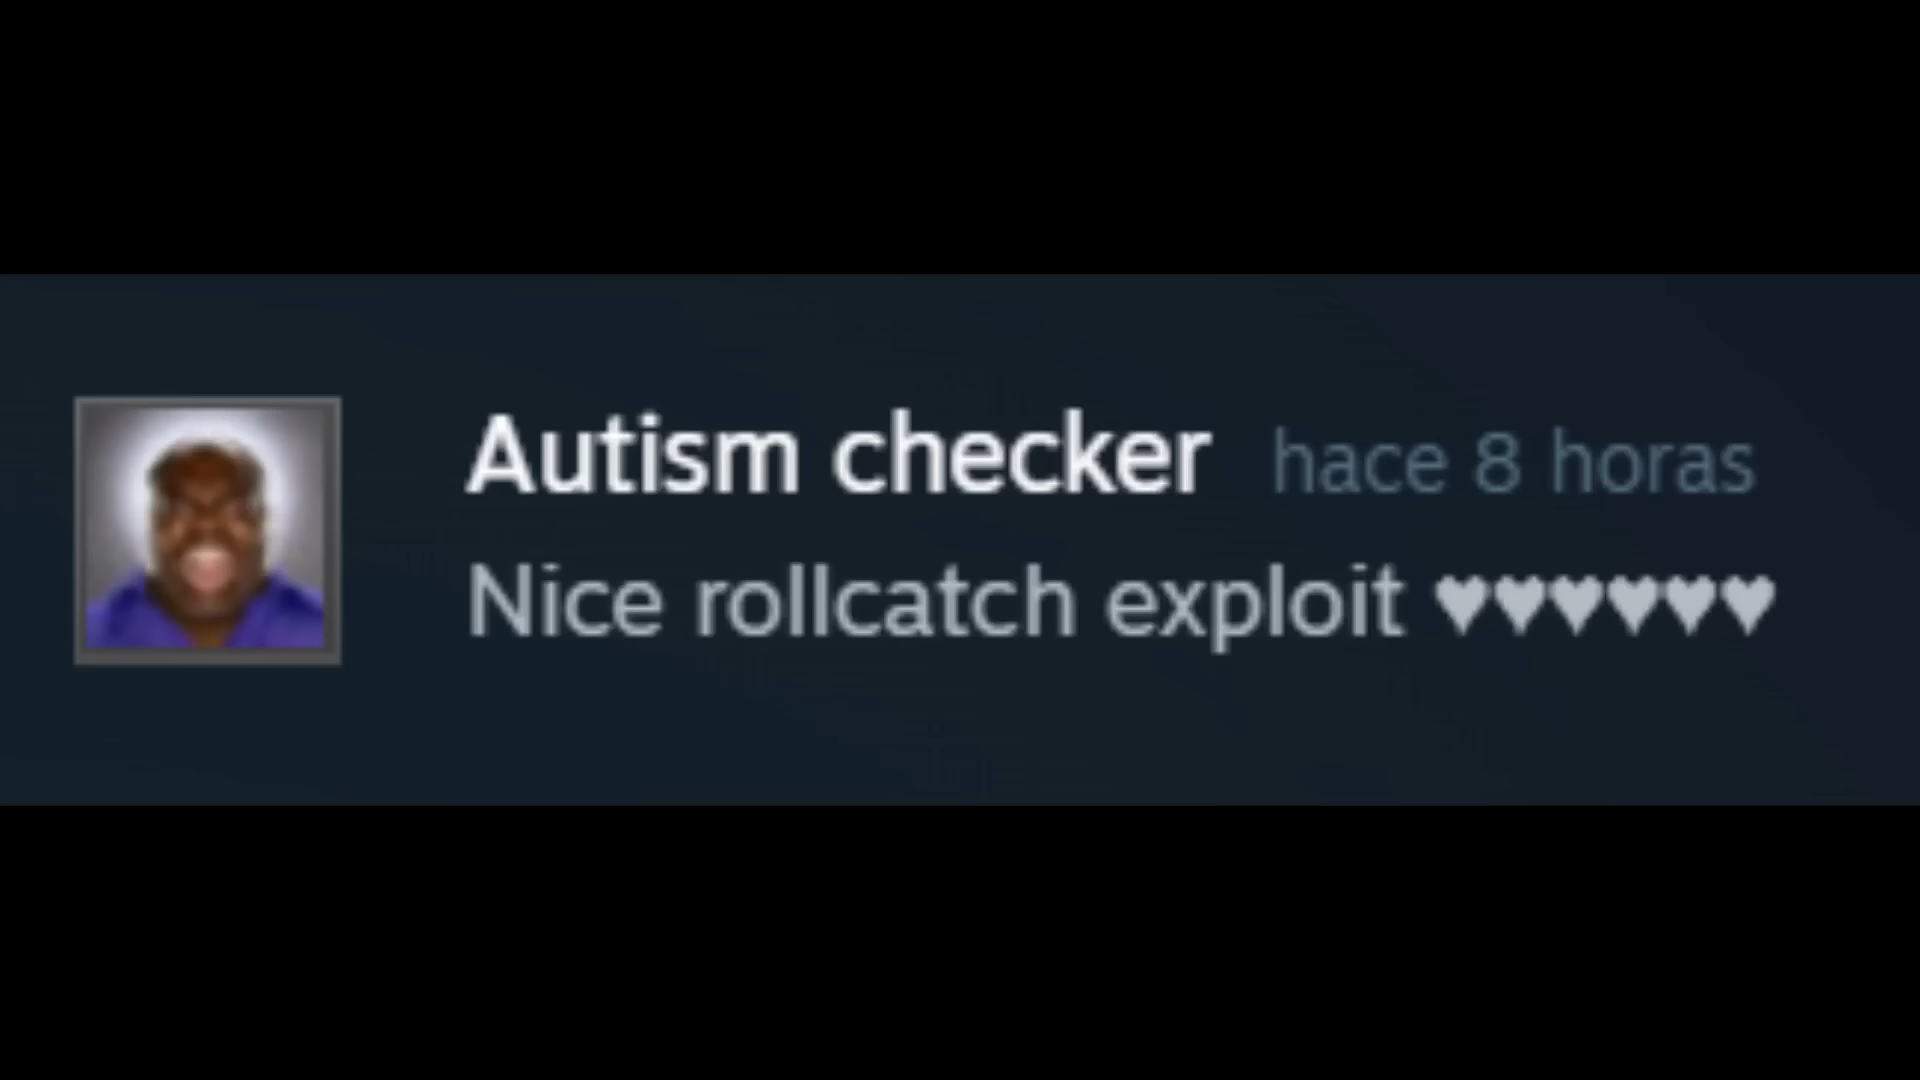 Autism checker hace 8 horas
Nice rollcatch exploit ♥♥♥♥♥♥